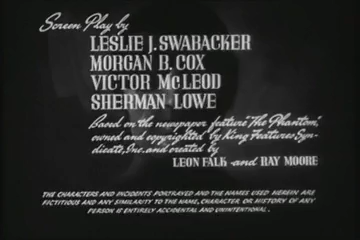 Screen Play by
LESLIE J. SWABACKER
MORGAN B. COX
VICTOR McLEOD
SHERMAN LOWE
Based on the newspaper feature "The Phantom",
owned and copyrighted by King Features Syn-
dicate, Inc. and created by
LEON FALK and RAY MOORE
THE CHARACTERS AND INCIDENTS PORTRAYED AND THE NAMES USED HEREIN ARE
FICTITIOUS AND ANY SIMILARITY TO THE NAME, CHARACTER OR HISTORY OF ANY
PERSON IS ENTIRELY ACCIDENTAL AND UNINTENTIONAL.